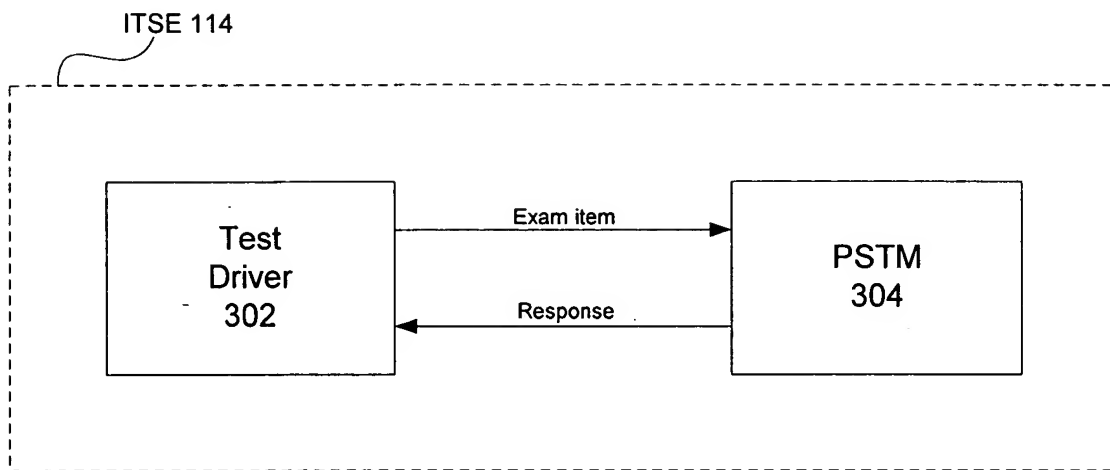 ITSE 114
Test
Driver
302
Exam item
Response
PSTM
304